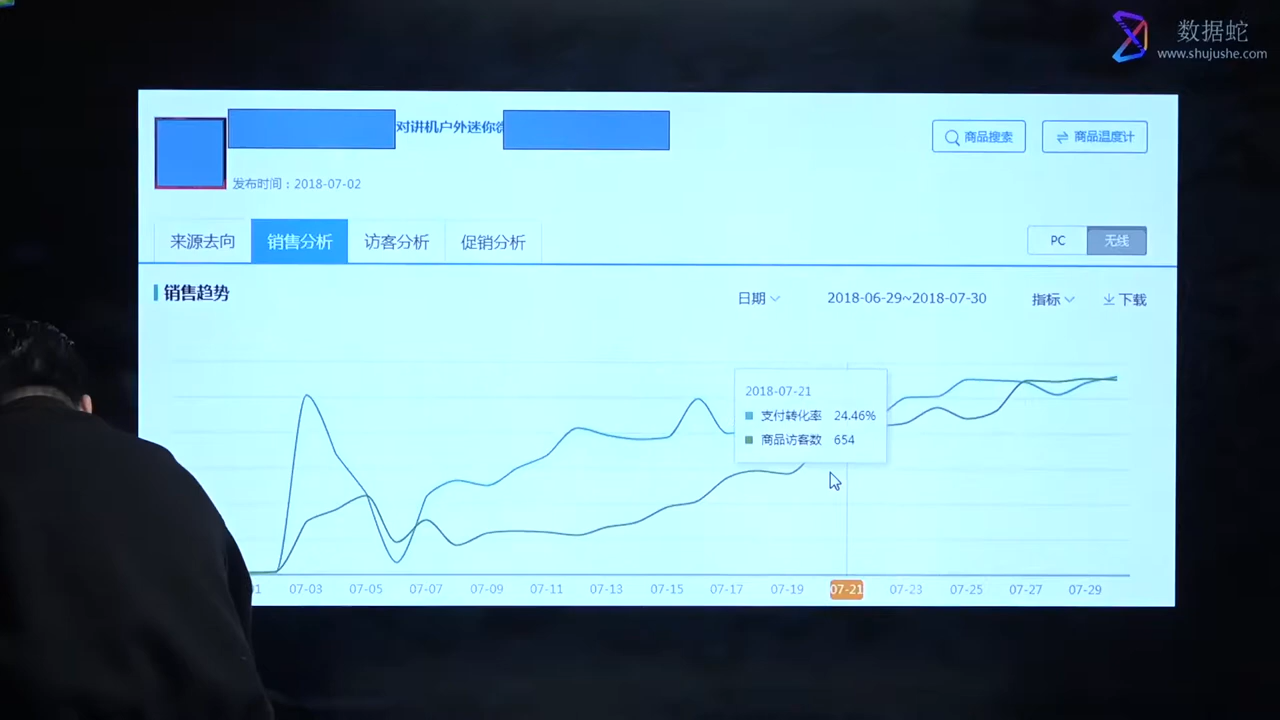 数据蛇
www.shujushe.com
对讲机户外迷你
商品搜索
商品温度计
发布时间：2018-07-02
来源去向
销售分析
访客分析
促销分析
PC
无线
销售趋势
日期
2018-06-29~2018-07-30
指标
下载
2018-07-21
支付转化率 24.46%
商品访客数 654
01 07-03 07-05 07-07 07-09 07-11 07-13 07-15 07-17 07-19 07-21 07-23 07-25 07-27 07-29